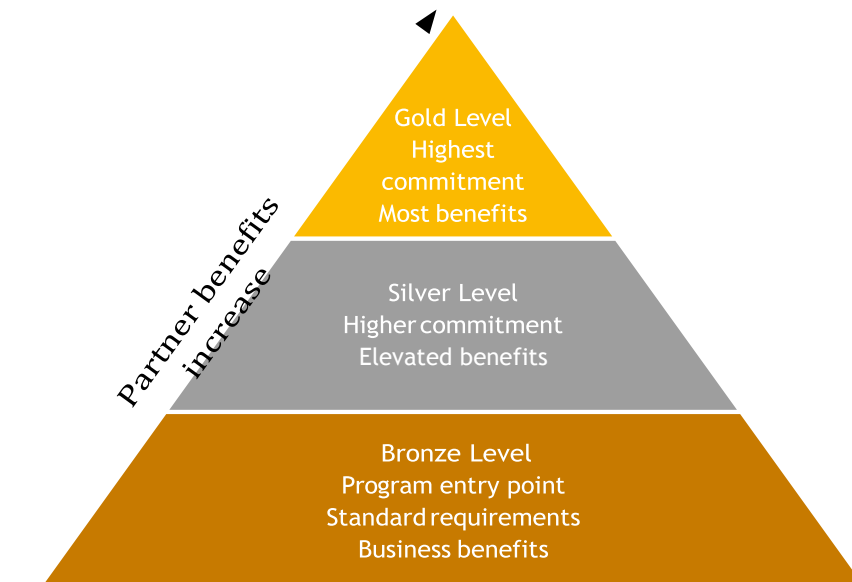 Gold Level
Highest
commitment
Most benefits
Partner benefits
increase
Silver Level
Higher commitment
Elevated benefits
Bronze Level
Program entry point
Standard requirements
Business benefits